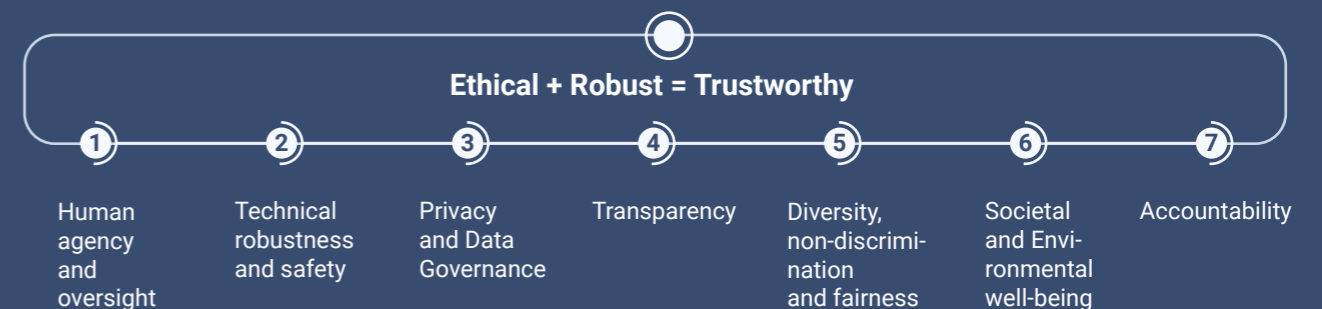 Ethical + Robust = Trustworthy
1
2
3
4
5
6
7
Human
agency
and
oversight
Technical
robustness
and safety
Privacy
and Data
Governance
Transparency
Diversity,
non-discrimi-
nation
and fairness
Societal
and Envi-
ronmental
well-being
Accountability